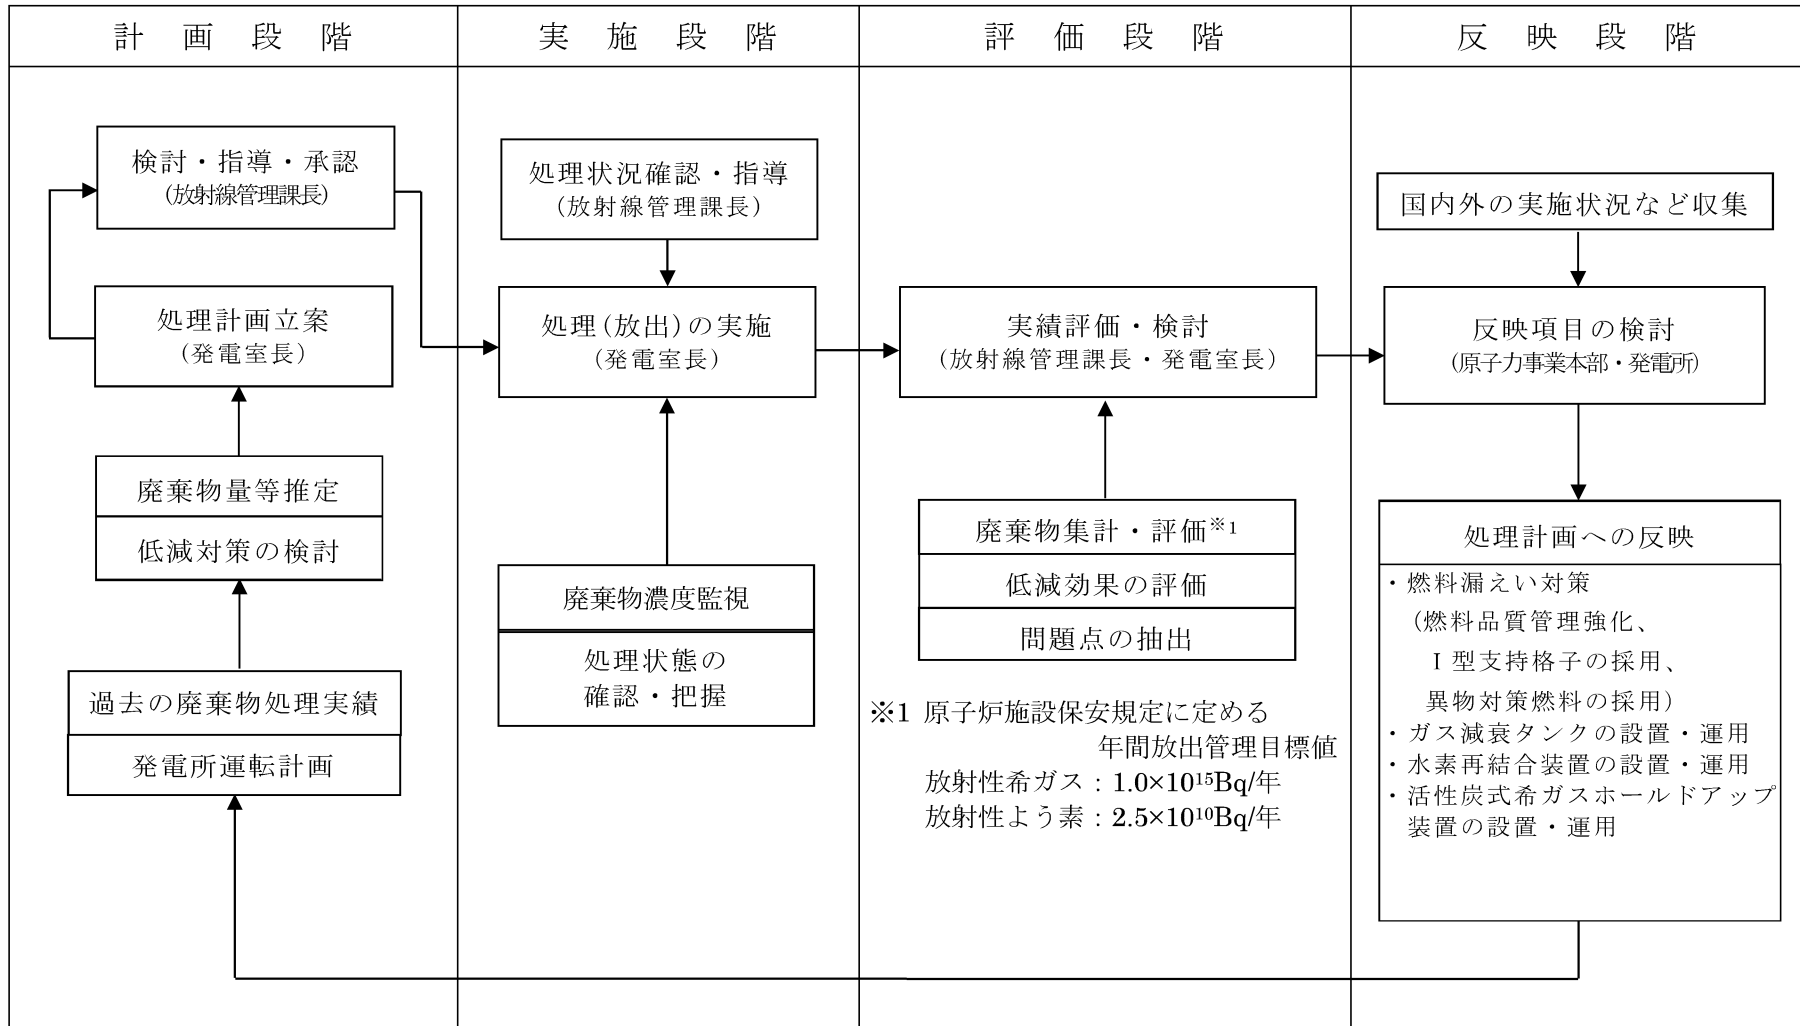 計画段階
実施段階
評価段階
反映段階
検討・指導・承認
(放射線管理課長)
処理計画立案
(発電室長)
廃棄物量等推定
低減対策の検討
過去の廃棄物処理実績
発電所運転計画
処理状況確認・指導
(放射線管理課長)
処理(放出)の実施
(発電室長)
廃棄物濃度監視
処理状態の
確認・把握
実績評価・検討
(放射線管理課長・発電室長)
廃棄物集計・評価※1
低減効果の評価
問題点の抽出
※1 原子炉施設保安規定に定める
年間放出管理目標値
放射性希ガス：1.0×10¹⁵Bq/年
放射性よう素：2.5×10¹⁰Bq/年
国内外の実施状況など収集
反映項目の検討
(原子力事業本部・発電所)
処理計画への反映
・燃料漏えい対策
(燃料品質管理強化、
Ⅰ型支持格子の採用、
異物対策燃料の採用)
・ガス減衰タンクの設置・運用
・水素再結合装置の設置・運用
・活性炭式希ガスホールドアップ
装置の設置・運用